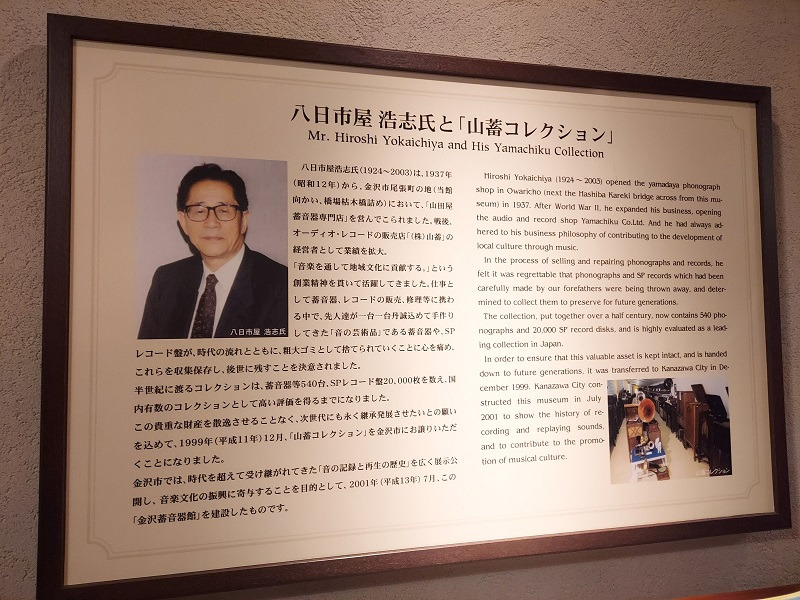 八日市屋 浩志氏と「山蓄コレクション」
Mr. Hiroshi Yokaichiya and His Yamachiku Collection
八日市屋浩志氏(1924～2003)は、1937年
(昭和12年)から、金沢市尾張町の地(当館
向かい、橋場枯木橋詰め)において、「山田屋
蓄音器専門店」を営んでこられました。戦後、
オーディオ・レコードの販売店「(株)山蓄」の
経営者として業績を拡大。
「音楽を通して地域文化に貢献する。」という
創業精神を貫いて活躍してきました。仕事と
して蓄音器、レコードの販売、修理等に携わ
る中で、先人達が一台一台丹誠込めて手作り
してきた「音の芸術品」である蓄音器や、SP
レコード盤が、時代の流れとともに、粗大ゴミとして捨てられていくことに心を痛め、
これらを収集保存し、後世に残すことを決意されました。
半世紀に渡るコレクションは、蓄音器等540台、SPレコード盤20,000枚を数え、国
内有数のコレクションとして高い評価を得るまでになりました。
この貴重な財産を散逸させることなく、次世代にも永く継承発展させたいとの願い
を込めて、1999年(平成11年)12月、「山蓄コレクション」を金沢市にお譲りいただ
くことになりました。
金沢市では、時代を超えて受け継がれてきた「音の記録と再生の歴史」を広く展示公
開し、音楽文化の振興に寄与することを目的として、2001年(平成13年)7月、この
「金沢蓄音器館」を建設したものです。
八日市屋 浩志氏
Hiroshi Yokaichiya (1924～2003) opened the yamadaya phonograph
shop in Owaricho (next the Hashiba Kareki bridge across from this mu-
seum) in 1937. After World War II, he expanded his business, opening
the audio and record shop Yamachiku Co.Ltd. And he had always ad-
hered to his business philosophy of contributing to the development of
local culture through music.
In the process of selling and repairing phonographs and records, he
felt it was regrettable that phonographs and SP records which had been
carefully made by our forefathers were being thrown away, and deter-
mined to collect them to preserve for future generations.
The collection, put together over a half century, now contains 540 pho-
nographs and 20,000 SP record disks, and is highly evaluated as a lead-
ing collection in Japan.
In order to ensure that this valuable asset is kept intact, and is handed
down to future generations, it was transferred to Kanazawa City in De-
cember 1999. Kanazawa City con-
structed this museum in July
2001 to show the history of re-
cording and replaying sounds,
and to contribute to the promo-
tion of musical culture.
山蓄コレクション